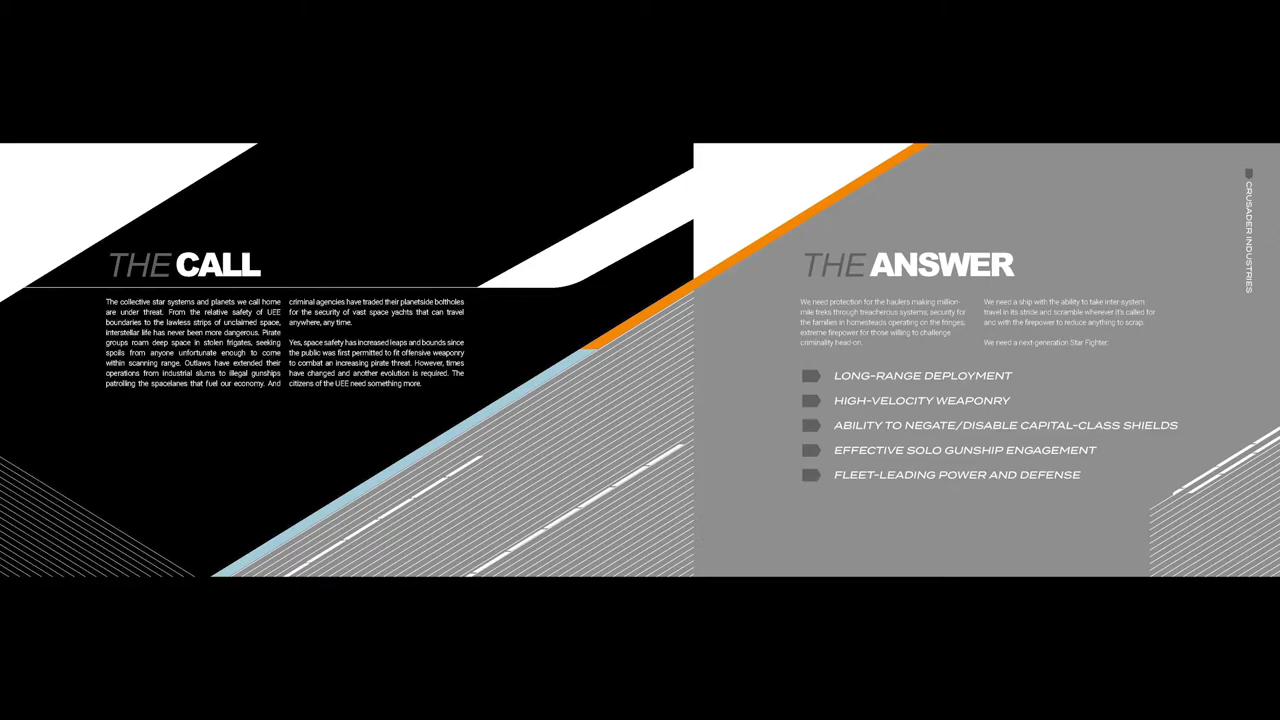 THE CALL
The collective star systems and planets we call home
are under threat. From the relative safety of UEE
boundaries to the lawless strips of unclaimed space,
interstellar life has never been more dangerous. Pirate
groups roam deep space in stolen frigates, seeking
spoils from anyone unfortunate enough to come
within scanning range. Outlaws have extended their
operations from industrial slums to illegal gunships
patrolling the spacelanes that fuel our economy. And
criminal agencies have traded their planetside boltholes
for the security of vast space yachts that can travel
anywhere, any time.
Yes, space safety has increased leaps and bounds since
the public was first permitted to fit offensive weaponry
to combat an increasing pirate threat. However, times
have changed and another evolution is required. The
citizens of the UEE need something more.
THE ANSWER
We need protection for the haulers making million-
mile treks through treacherous systems; security for
the families in homesteads operating on the fringes;
extreme firepower for those willing to challenge
criminality head on.
We need a ship with the ability to take inter-system
travel in its stride and scramble wherever it's called for
and with the firepower to reduce anything to scrap.
We need a next-generation Star Fighter.
LONG-RANGE DEPLOYMENT
HIGH-VELOCITY WEAPONRY
ABILITY TO NEGATE/DISABLE CAPITAL-CLASS SHIELDS
EFFECTIVE SOLO GUNSHIP ENGAGEMENT
FLEET-LEADING POWER AND DEFENSE
CRUSADER INDUSTRIES